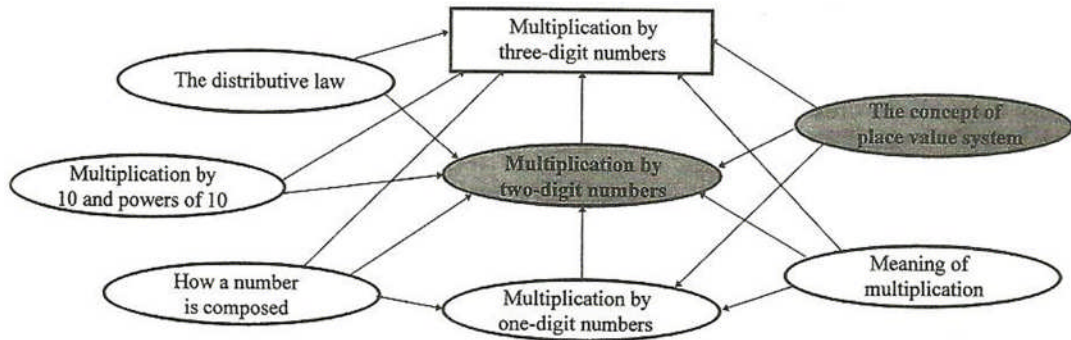 Multiplication by
three-digit numbers
The distributive law
The concept of
place value system
Multiplication by
two-digit numbers
Multiplication by
10 and powers of 10
How a number
is composed
Multiplication by
one-digit numbers
Meaning of
multiplication